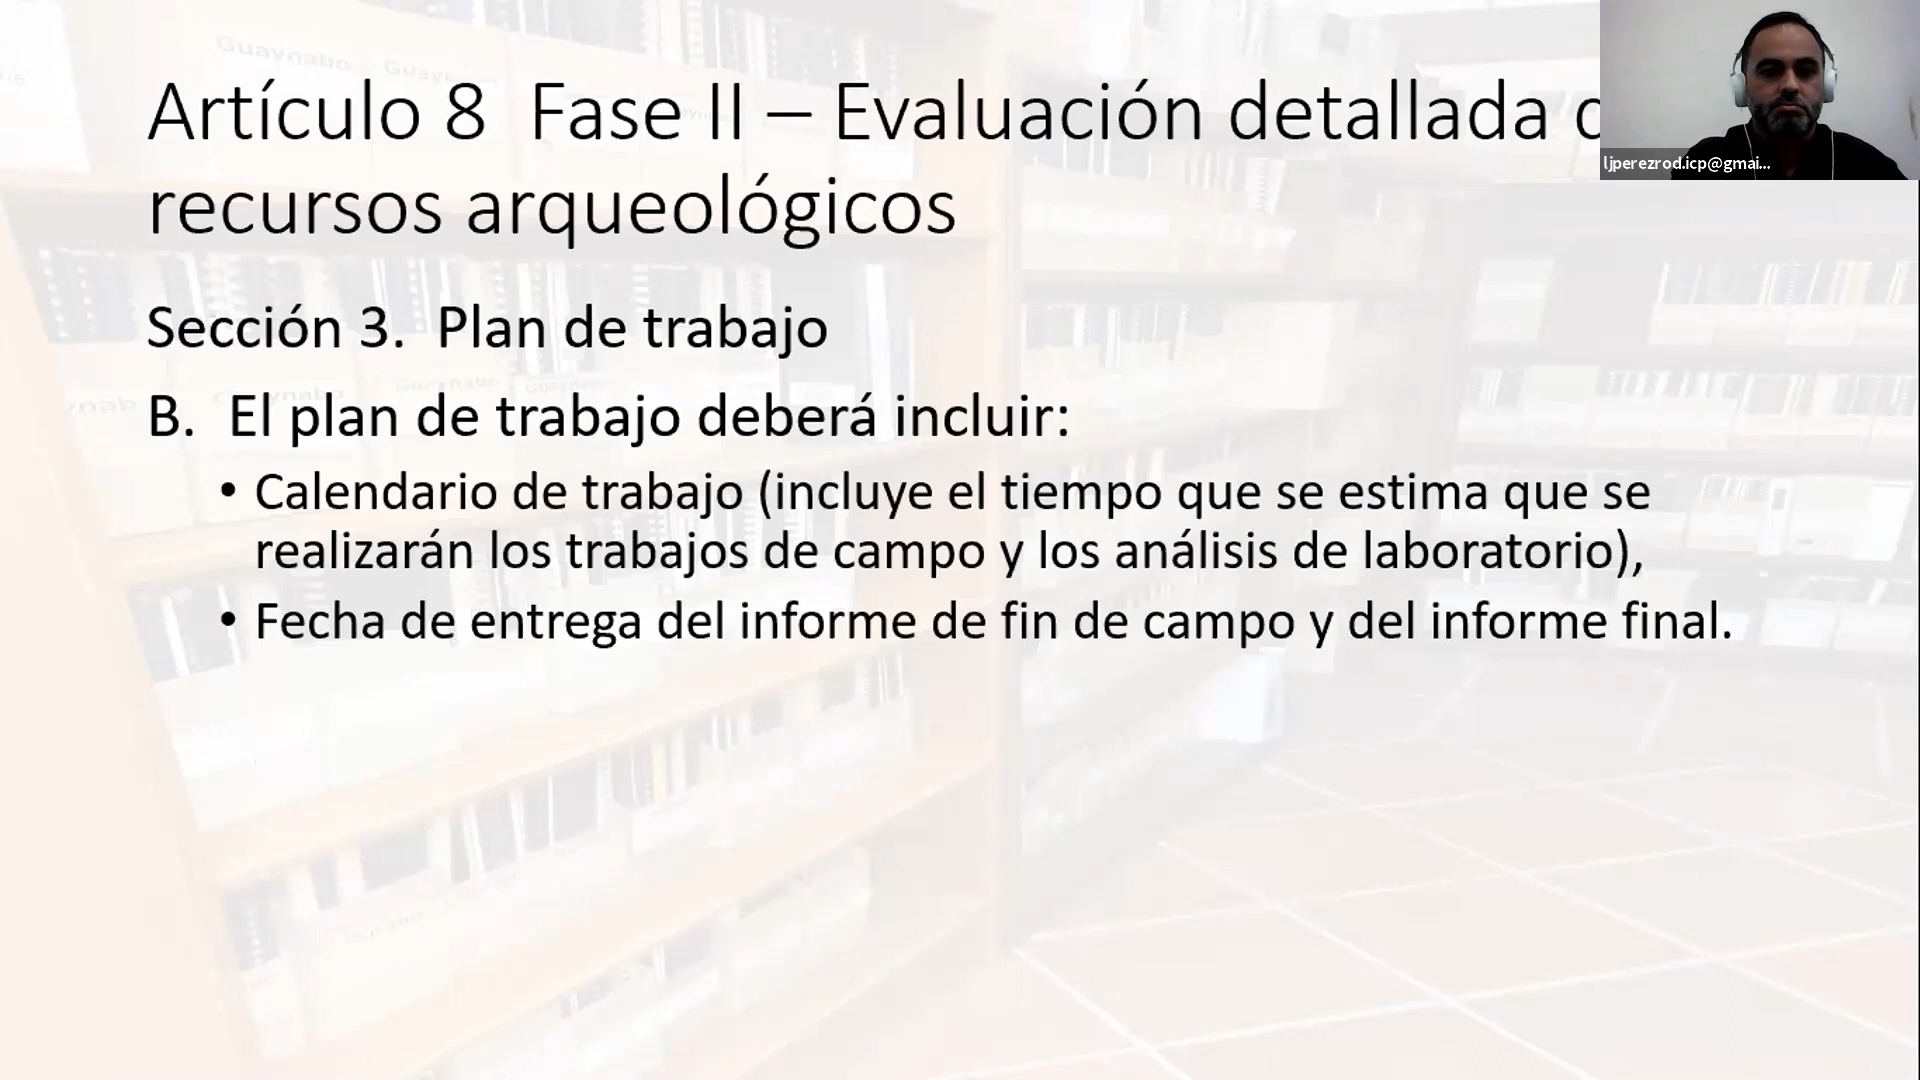 Artículo 8 Fase II – Evaluación detallada
recursos arqueológicos
Sección 3. Plan de trabajo
B. El plan de trabajo deberá incluir:
• Calendario de trabajo (incluye el tiempo que se estima que se
realizarán los trabajos de campo y los análisis de laboratorio),
• Fecha de entrega del informe de fin de campo y del informe final.
ljperezrod.icp@gmai...
Guaynabo
Guaynabo